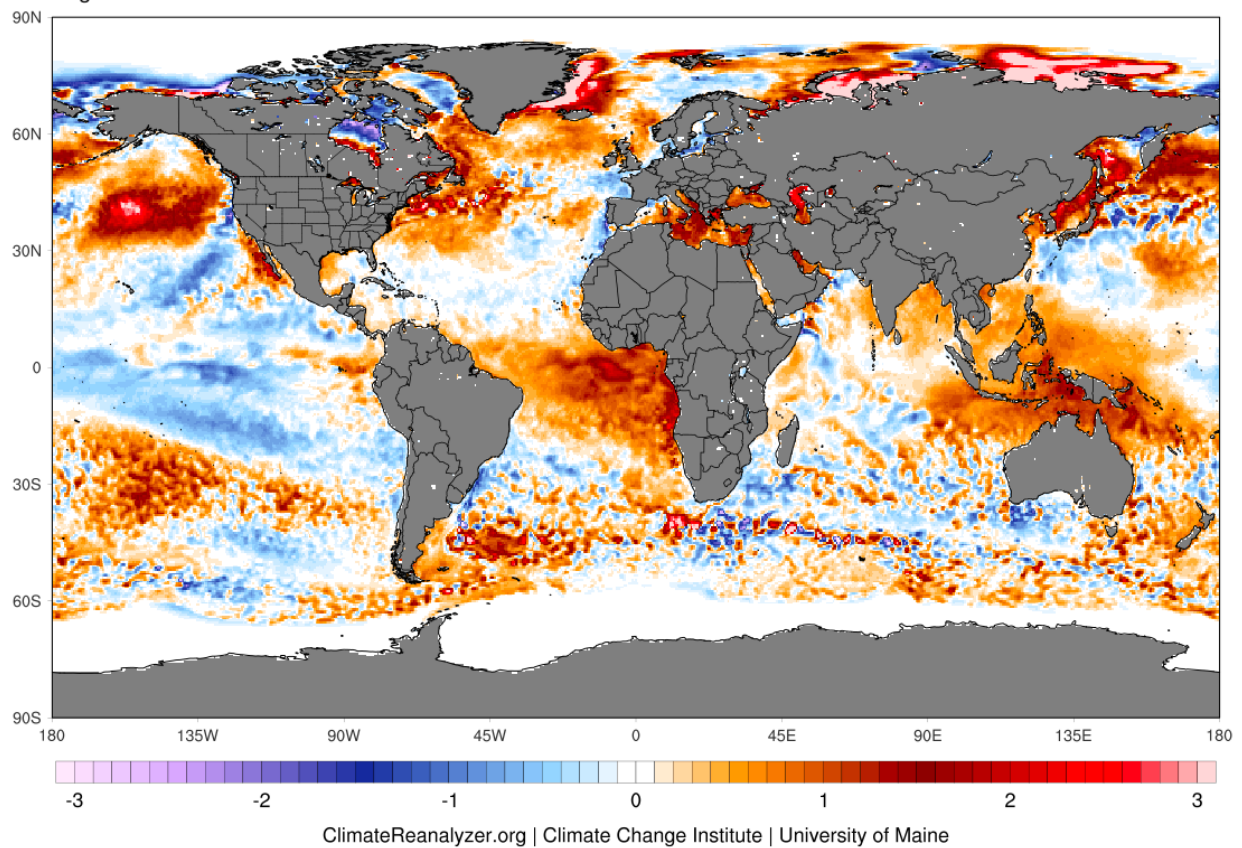 90N
60N
30N
0
30S
60S
90S
180 135W 90W 45W 0 45E 90E 135E 180
-3 -2 -1 0 1 2 3
ClimateReanalyzer.org | Climate Change Institute | University of Maine